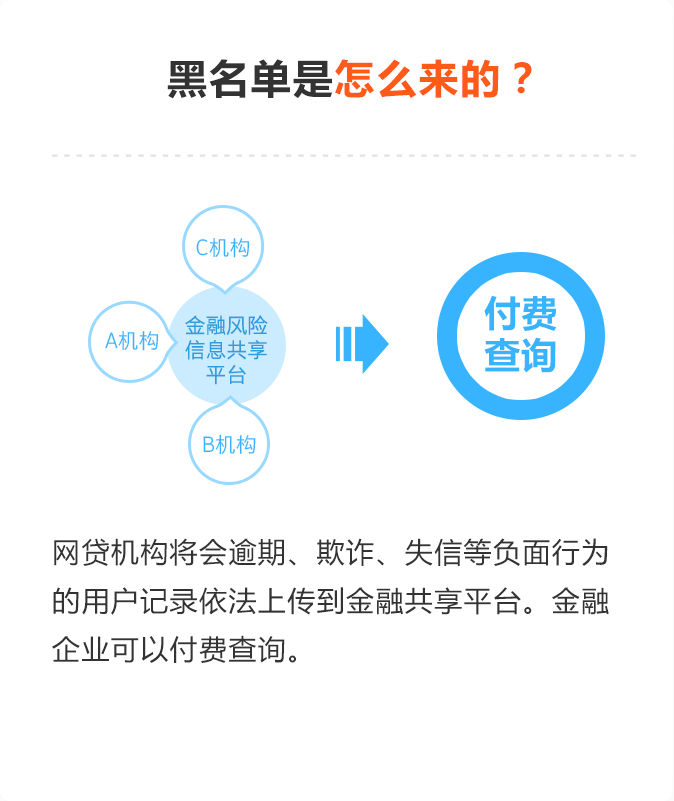 黑名单是怎么来的？
C机构
A机构
金融风险
信息共享
平台
B机构
付费
查询
网贷机构将会逾期、欺诈、失信等负面行为
的用户记录依法上传到金融共享平台。金融
企业可以付费查询。